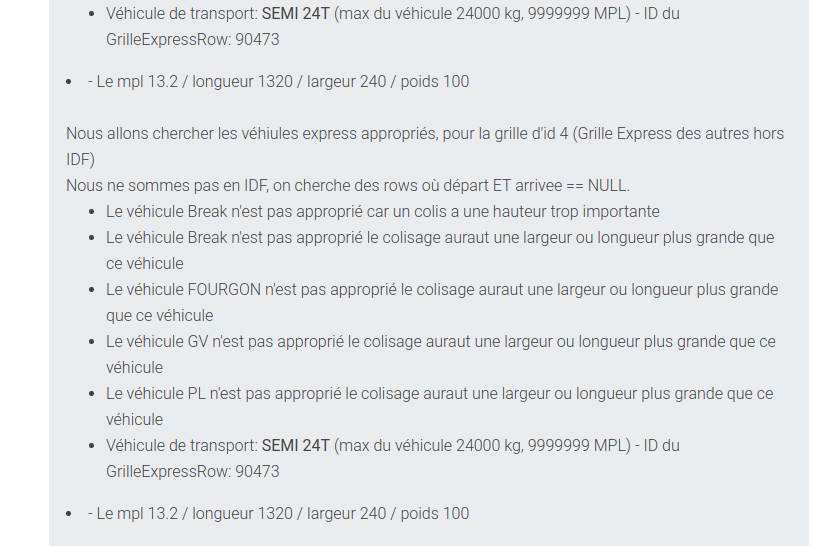 Véhicule de transport: SEMI 24T (max du véhicule 24000 kg, 9999999 MPL) - ID du
GrilleExpressRow: 90473
- Le mpl 13.2 / longueur 1320 / largeur 240 / poids 100
Nous allons chercher les véhiules express appropriés, pour la grille d'id 4 (Grille Express des autres hors
IDF)
Nous ne sommes pas en IDF, on cherche des rows où départ ET arrivee == NULL.
Le véhicule Break n'est pas approprié car un colis a une hauteur trop importante
Le véhicule Break n'est pas approprié le colisage auraut une largeur ou longueur plus grande que
ce véhicule
Le véhicule FOURGON n'est pas approprié le colisage auraut une largeur ou longueur plus grande
que ce véhicule
Le véhicule GV n'est pas approprié le colisage auraut une largeur ou longueur plus grande que ce
véhicule
Le véhicule PL n'est pas approprié le colisage auraut une largeur ou longueur plus grande que ce
véhicule
Véhicule de transport: SEMI 24T (max du véhicule 24000 kg, 9999999 MPL) - ID du
GrilleExpressRow: 90473
- Le mpl 13.2 / longueur 1320 / largeur 240 / poids 100